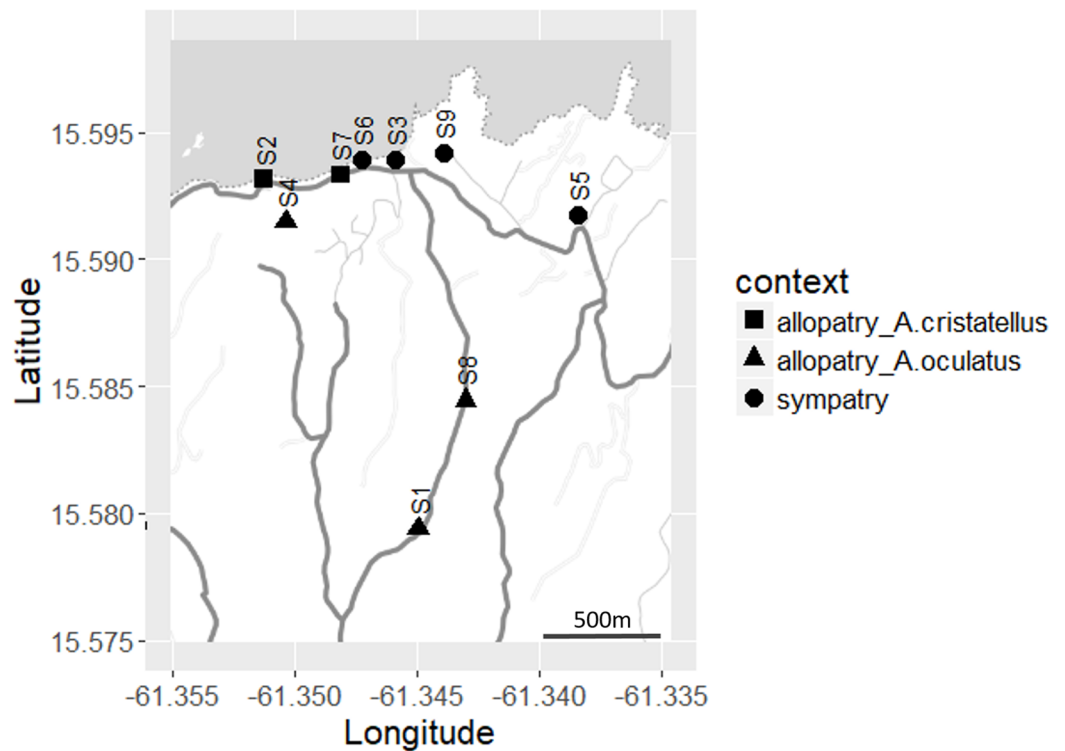 15.595
15.590
15.585
15.580
15.575
Latitude
S2
S4
S7
S6
S3
S9
S5
S8
S1
500m
-61.355 -61.350 -61.345 -61.340 -61.335
Longitude
context
allopatry_A.cristatellus
allopatry_A.oculatus
sympatry